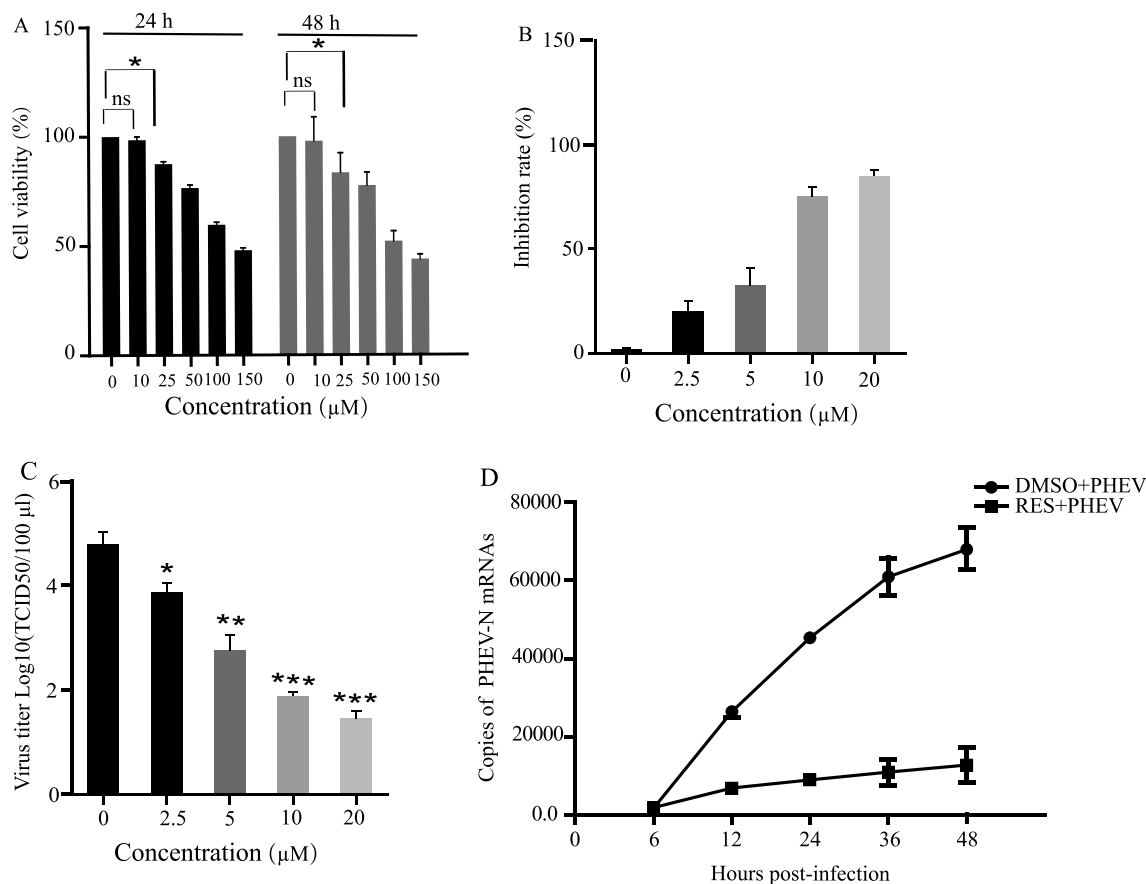 A
24 h
48 h
150
100
50
0
Cell viability (%)
*
ns
*
ns
0 10 25 50 100 150
0 10 25 50 100 150
Concentration (μM)
B
150
100
50
0
Inhibition rate (%)
0 2.5 5 10 20
Concentration (μM)
C
6
4
2
0
Virus titer Log10(TCID50/100 μl)
*
**
***
***
0 2.5 5 10 20
Concentration (μM)
D
DMSO+PHEV
RES+PHEV
80000
60000
40000
20000
0.0
Copies of PHEV-N mRNAs
0 6 12 24 36 48
Hours post-infection